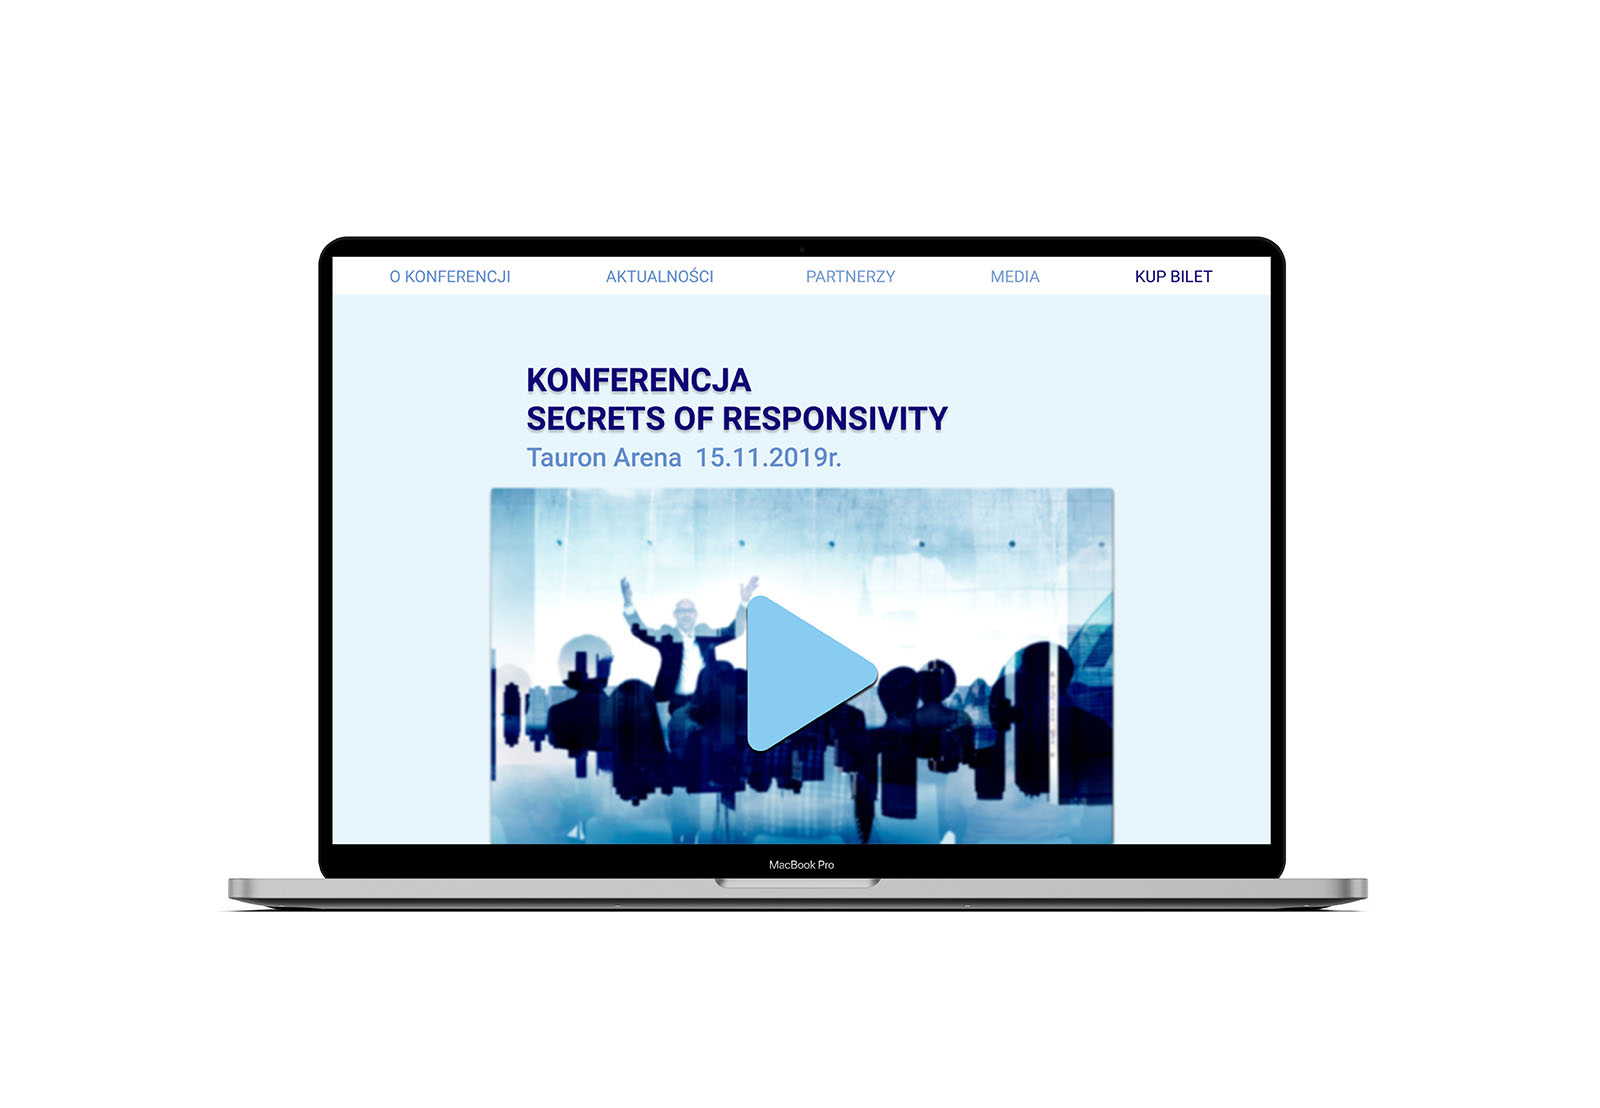 O KONFERENCJI AKTUALNOŚCI PARTNERZY MEDIA KUP BILET
KONFERENCJA
SECRETS OF RESPONSIVITY
Tauron Arena 15.11.2019r.
MacBook Pro